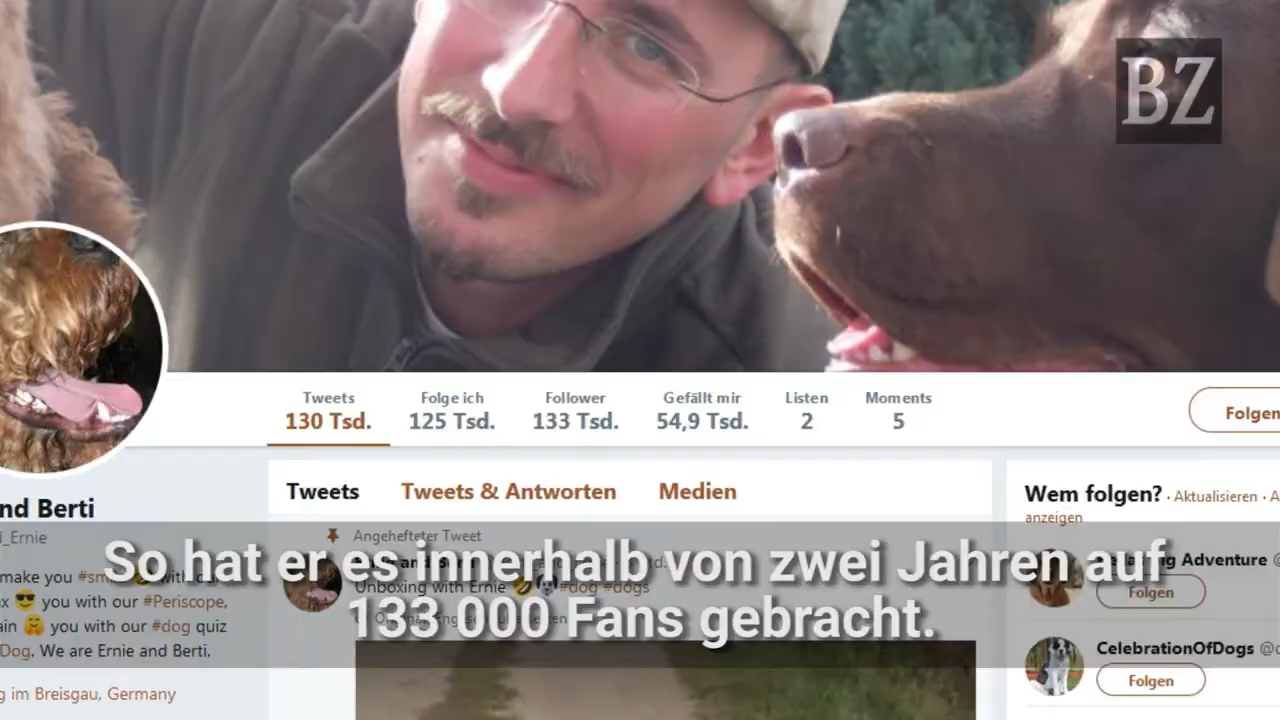 BZ
Tweets Folge ich Follower Gefällt mir Listen Moments
130 Tsd. 125 Tsd. 133 Tsd. 54,9 Tsd. 2 5
Folgen
Tweets Tweets & Antworten Medien
Wem folgen? · Aktualisieren ·
anzeigen
nd Berti
d_Ernie
Angehefteter Tweet
So hat er es innerhalb von zwei Jahren auf
133 000 Fans gebracht.
make you
Unboxing with Ernie #dog #dogs
you with our #Periscope,
you with our #dog quiz
Dog. We are Ernie and Berti,
g im Breisgau, Germany
Adventure
Folgen
CelebrationOfDogs
Folgen